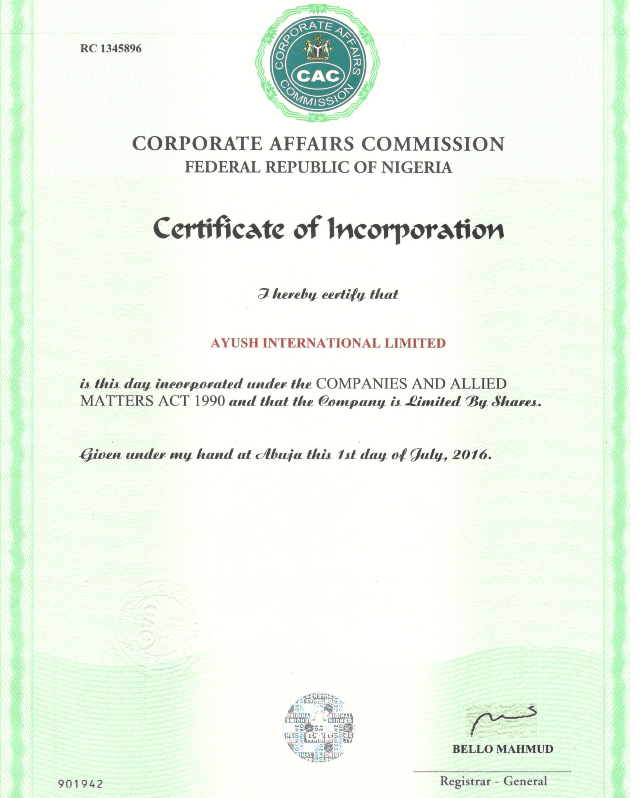 RC 1345896
CORPORATE AFFAIRS
CAC
COMMISSION
CORPORATE AFFAIRS COMMISSION
FEDERAL REPUBLIC OF NIGERIA
Certificate of Incorporation
I hereby certify that
AYUSH INTERNATIONAL LIMITED
is this day incorporated under the COMPANIES AND ALLIED
MATTERS ACT 1990 and that the Company is Limited By Shares.
Given under my hand at Abuja this 1st day of July, 2016.
CAC
ORIGINAL
BELLO MAHMUD
Registrar - General
901942